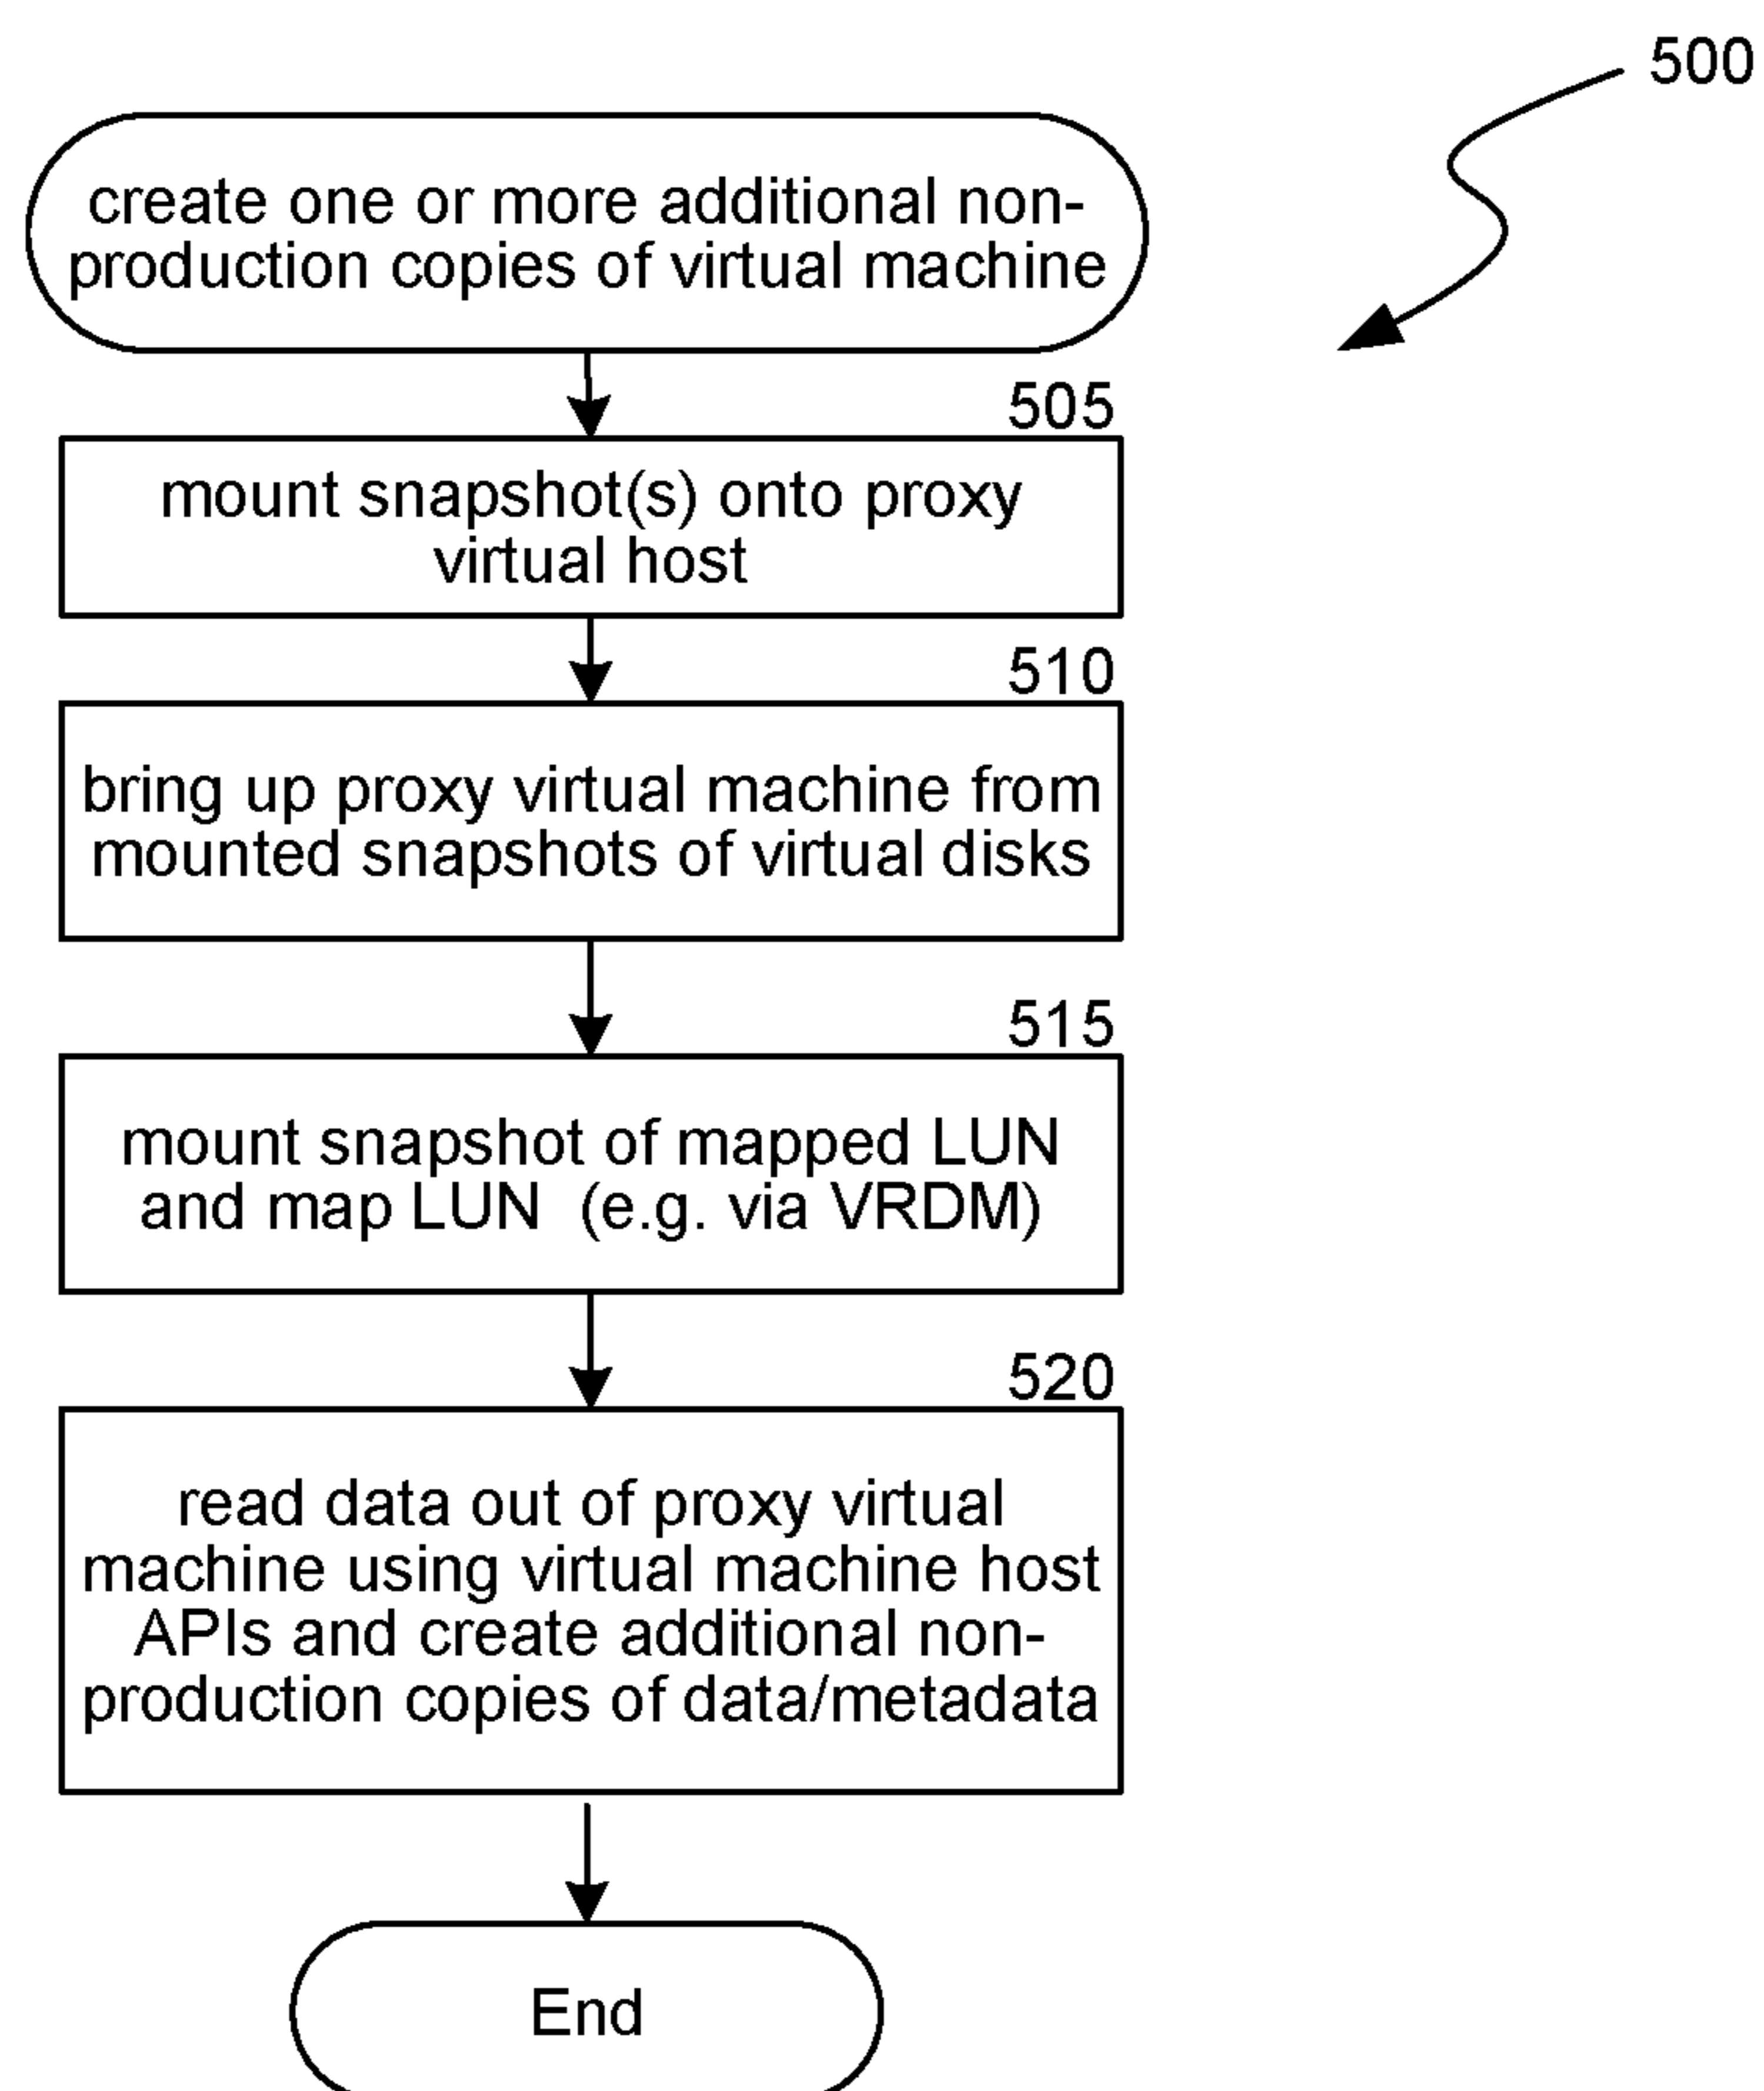 500
create one or more additional non-
production copies of virtual machine
505
mount snapshot(s) onto proxy
virtual host
510
bring up proxy virtual machine from
mounted snapshots of virtual disks
515
mount snapshot of mapped LUN
and map LUN (e.g. via VRDM)
520
read data out of proxy virtual
machine using virtual machine host
APIs and create additional non-
production copies of data/metadata
End